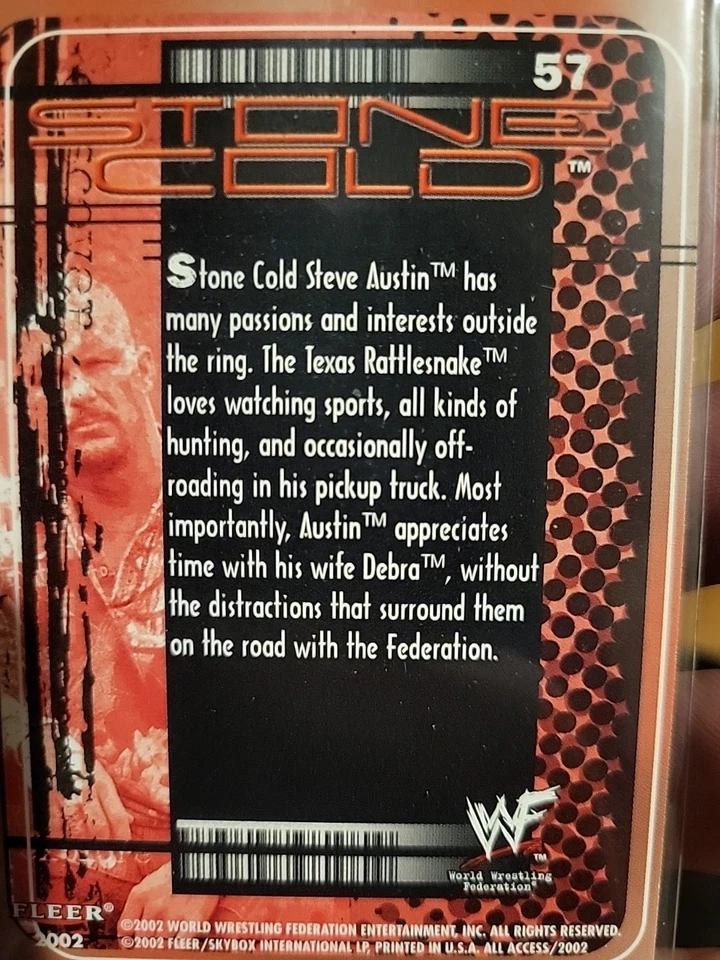 57
STONE
COLD™
Stone Cold Steve Austin™ has
many passions and interests outside
the ring. The Texas Rattlesnake™
loves watching sports, all kinds of
hunting, and occasionally off-
roading in his pickup truck. Most
importantly, Austin™ appreciates
time with his wife Debra™, without
the distractions that surround them
on the road with the Federation.
WF™
World Wrestling
Federation®
FLEER®
2002
©2002 WORLD WRESTLING FEDERATION ENTERTAINMENT, INC. ALL RIGHTS RESERVED.
©2002 FLEER/SKYBOX INTERNATIONAL LP, PRINTED IN U.S.A. ALL ACCESS/2002